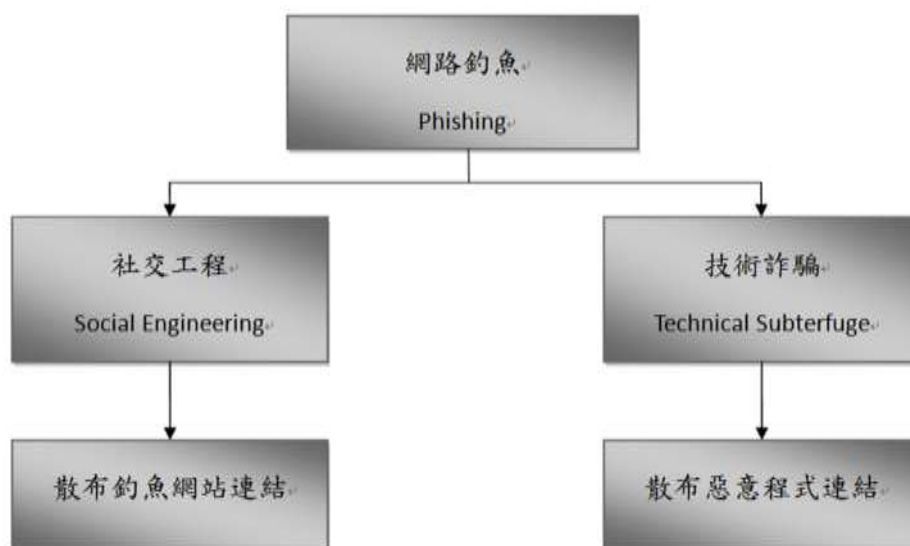 網路釣魚
Phishing
社交工程
Social Engineering
技術詐騙
Technical Subterfuge
散布釣魚網站連結
散布惡意程式連結